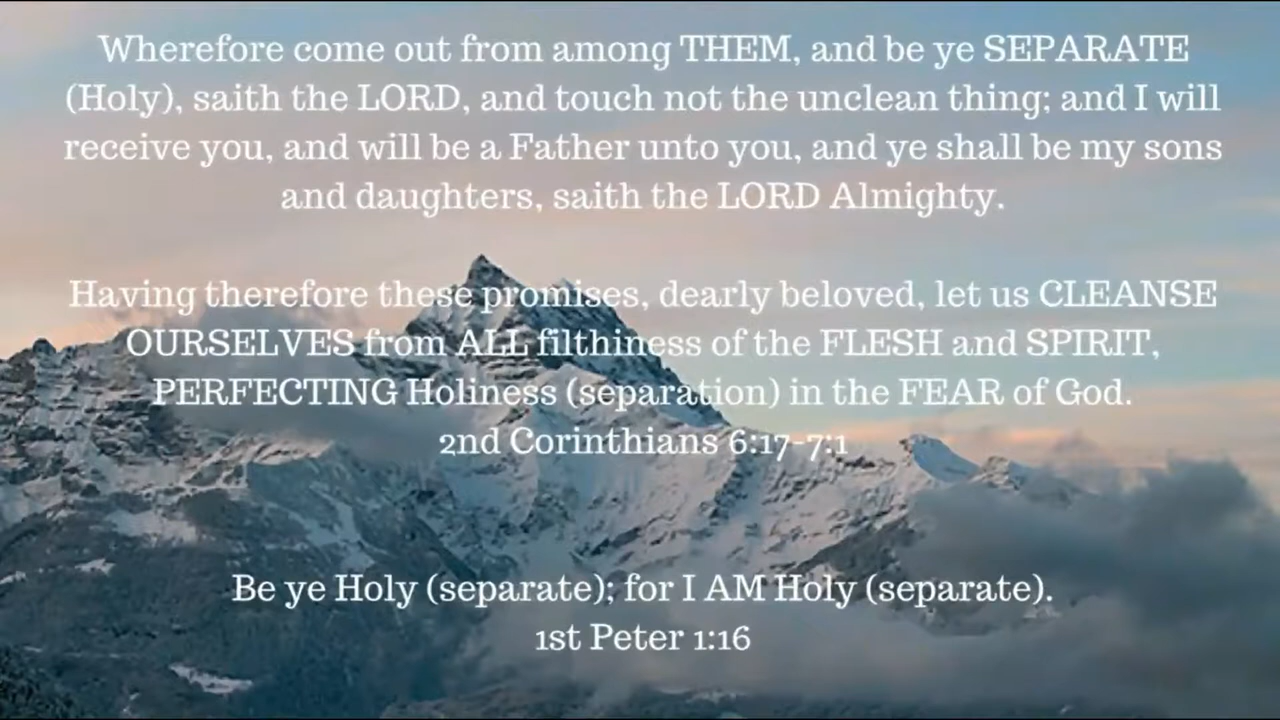 Wherefore come out from among THEM, and be ye SEPARATE
(Holy), saith the LORD, and touch not the unclean thing; and I will
receive you, and will be a Father unto you, and ye shall be my sons
and daughters, saith the LORD Almighty.
Having therefore these promises, dearly beloved, let us CLEANSE
OURSELVES from ALL filthiness of the FLESH and SPIRIT,
PERFECTING Holiness (separation) in the FEAR of God.
2nd Corinthians 6:17-7:1
Be ye Holy (separate); for I AM Holy (separate).
1st Peter 1:16